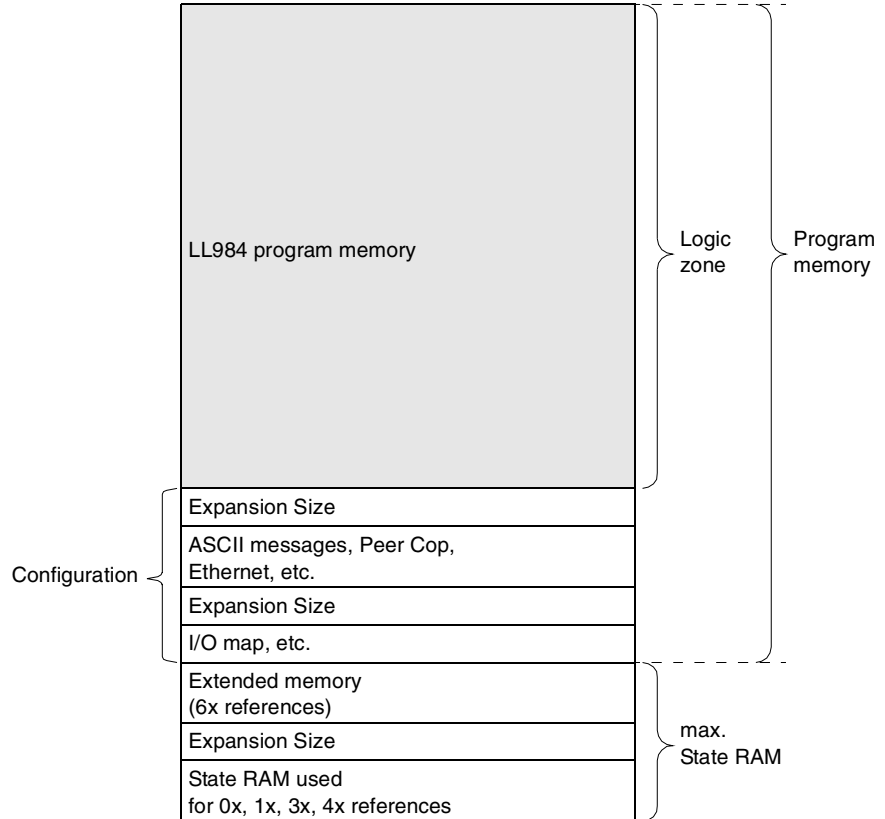 LL984 program memory
Logic
zone
Program
memory
Configuration
Expansion Size
ASCII messages, Peer Cop,
Ethernet, etc.
Expansion Size
I/O map, etc.
Extended memory
(6x references)
Expansion Size
State RAM used
for 0x, 1x, 3x, 4x references
max.
State RAM